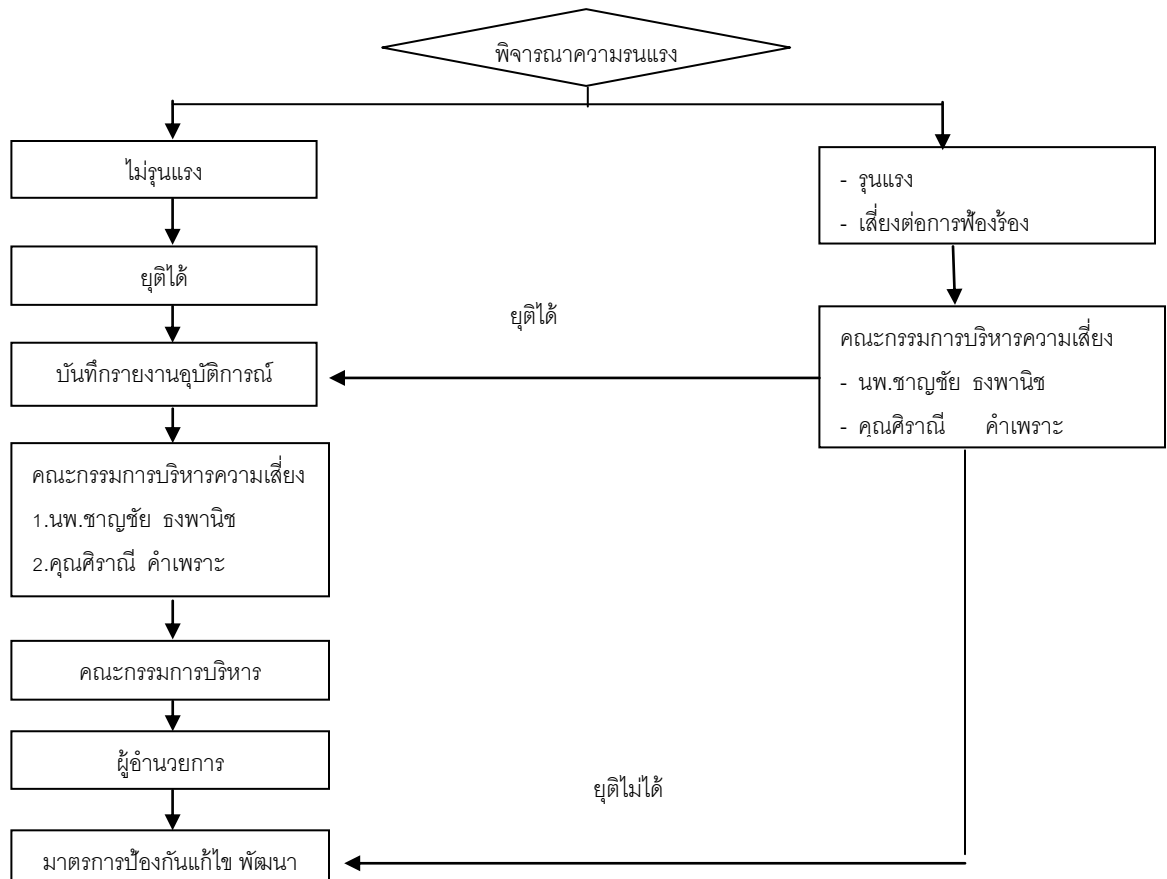 พิจารณาความรนแรง
ไม่รุนแรง
- รุนแรง
- เสี่ยงต่อการฟ้องร้อง
ยุติได้
ยุติได้
บันทึกรายงานอุบัติการณ์
คณะกรรมการบริหารความเสี่ยง
- นพ.ชาญชัย ธงพานิช
- คุณศิราณี คำเพราะ
คณะกรรมการบริหารความเสี่ยง
1.นพ.ชาญชัย ธงพานิช
2.คุณศิราณี คำเพราะ
คณะกรรมการบริหาร
ผู้อำนวยการ
ยุติไม่ได้
มาตรการป้องกันแก้ไข พัฒนา